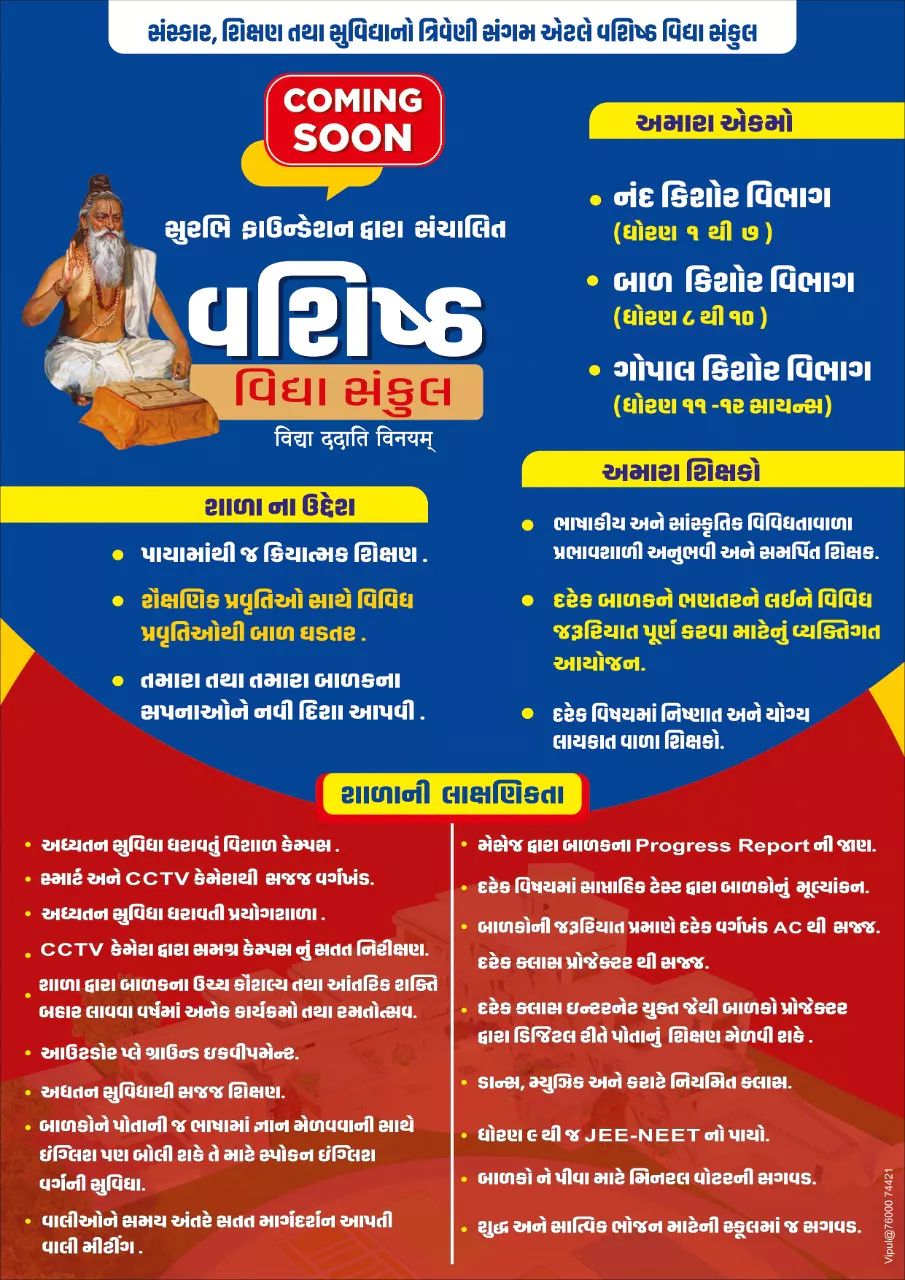 સંસ્કાર, શિક્ષણ તથા સુવિદ્યાનો ત્રિવેણી સંગમ એટલે વશિષ્ઠ વિદ્યા સંકુલ
COMING
SOON
સુરભિ ફાઉન્ડેશન દ્વારા સંચાલિત
વશિષ્ઠ
વિદ્યા સંકુલ
विद्या ददाति विनयम्
અમારા એકમો
• નંદ કિશોર વિભાગ
(ધોરણ ૧ થી ૭ )
• બાળ કિશોર વિભાગ
(ધોરણ ૮ થી ૧૦ )
• ગોપાલ કિશોર વિભાગ
(ધોરણ ૧૧ -૧૨ સાયન્સ)
શાળા ના ઉદ્દેશ
• પાયામાંથી જ ક્રિયાત્મક શિક્ષણ .
• શૈક્ષણિક પ્રવૃતિઓ સાથે વિવિધ
પ્રવૃતિઓથી બાળ ઘડતર .
• તમારા તથા તમારા બાળકના
સપનાઓને નવી દિશા આપવી .
અમારા શિક્ષકો
• ભાષાકીય અને સાંસ્કૃતિક વિવિધતાવાળા
પ્રભાવશાળી અનુભવી અને સમર્પિત શિક્ષક.
• દરેક બાળકને ભણતરને લઈને વિવિધ
જરૂરિયાત પૂર્ણ કરવા માટેનું વ્યક્તિગત
આયોજન.
• દરેક વિષયમાં નિષ્ણાત અને યોગ્ય
લાયકાત વાળા શિક્ષકો.
શાળાની લાક્ષણિકતા
• અધ્યતન સુવિધા ધરાવતું વિશાળ કેમ્પસ .
• સ્માર્ટ અને CCTV કેમેરાથી સજજ વર્ગખંડ.
• અધ્યતન સુવિધા ધરાવતી પ્રયોગશાળા .
• CCTV કેમેરા દ્વારા સમગ્ર કેમ્પસ નું સતત નિરીક્ષણ.
• શાળા દ્વારા બાળકના ઉચ્ચ કૌશલ્ય તથા આંતરિક શક્તિ
બહાર લાવવા વર્ષમાં અનેક કાર્યક્રમો તથા રમતોત્સવ.
• આઉટડોર પ્લે ગ્રાઉન્ડ ઇકવીપમેન્ટ.
• અધતન સુવિધાથી સજજ શિક્ષણ.
• બાળકોને પોતાની જ ભાષામાં જ્ઞાન મેળવવાની સાથે
ઇંગ્લિશ પણ બોલી શકે તે માટે સ્પોકન ઇંગ્લિશ
વર્ગની સુવિધા.
• વાલીઓને સમય અંતરે સતત માર્ગદર્શન આપતી
વાલી મીટીંગ .
• મેસેજ દ્વારા બાળકના Progress Report ની જાણ.
• દરેક વિષયમાં સાપ્તાહિક ટેસ્ટ દ્વારા બાળકોનું મૂલ્યાંકન.
• બાળકોની જરૂરિયાત પ્રમાણે દરેક વર્ગખંડ AC થી સજ્જ.
દરેક ક્લાસ પ્રોજેક્ટર થી સજ્જ.
• દરેક ક્લાસ ઇન્ટરનેટ યુક્ત જેથી બાળકો પ્રોજેક્ટર
દ્વારા ડિજિટલ રીતે પોતાનું શિક્ષણ મેળવી શકે .
• ડાન્સ, મ્યુઝિક અને કરાટે નિયમિત ક્લાસ.
• ધોરણ ૯ થી જ JEE-NEET નો પાયો.
• બાળકો ને પીવા માટે મિનરલ વોટરની સગવડ.
• શુદ્ધ અને સાત્વિક ભોજન માટેની સ્કૂલમાં જ સગવડ.
Vipul@76000 74421